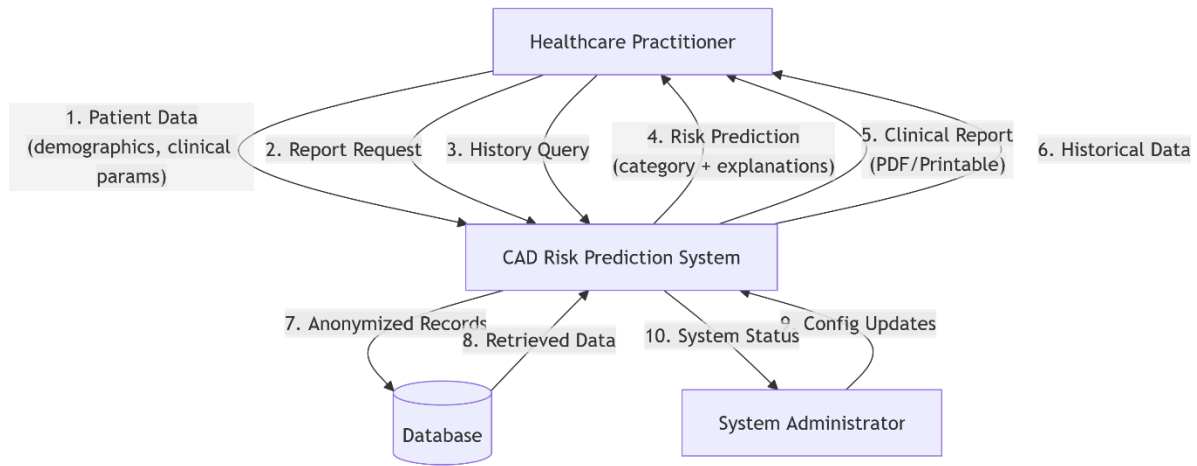 Healthcare Practitioner
1. Patient Data
(demographics, clinical
params)
2. Report Request
3. History Query
4. Risk Prediction
(category + explanations)
5. Clinical Report
(PDF/Printable)
6. Historical Data
CAD Risk Prediction System
7. Anonymized Records
8. Retrieved Data
10. System Status
9. Config Updates
Database
System Administrator